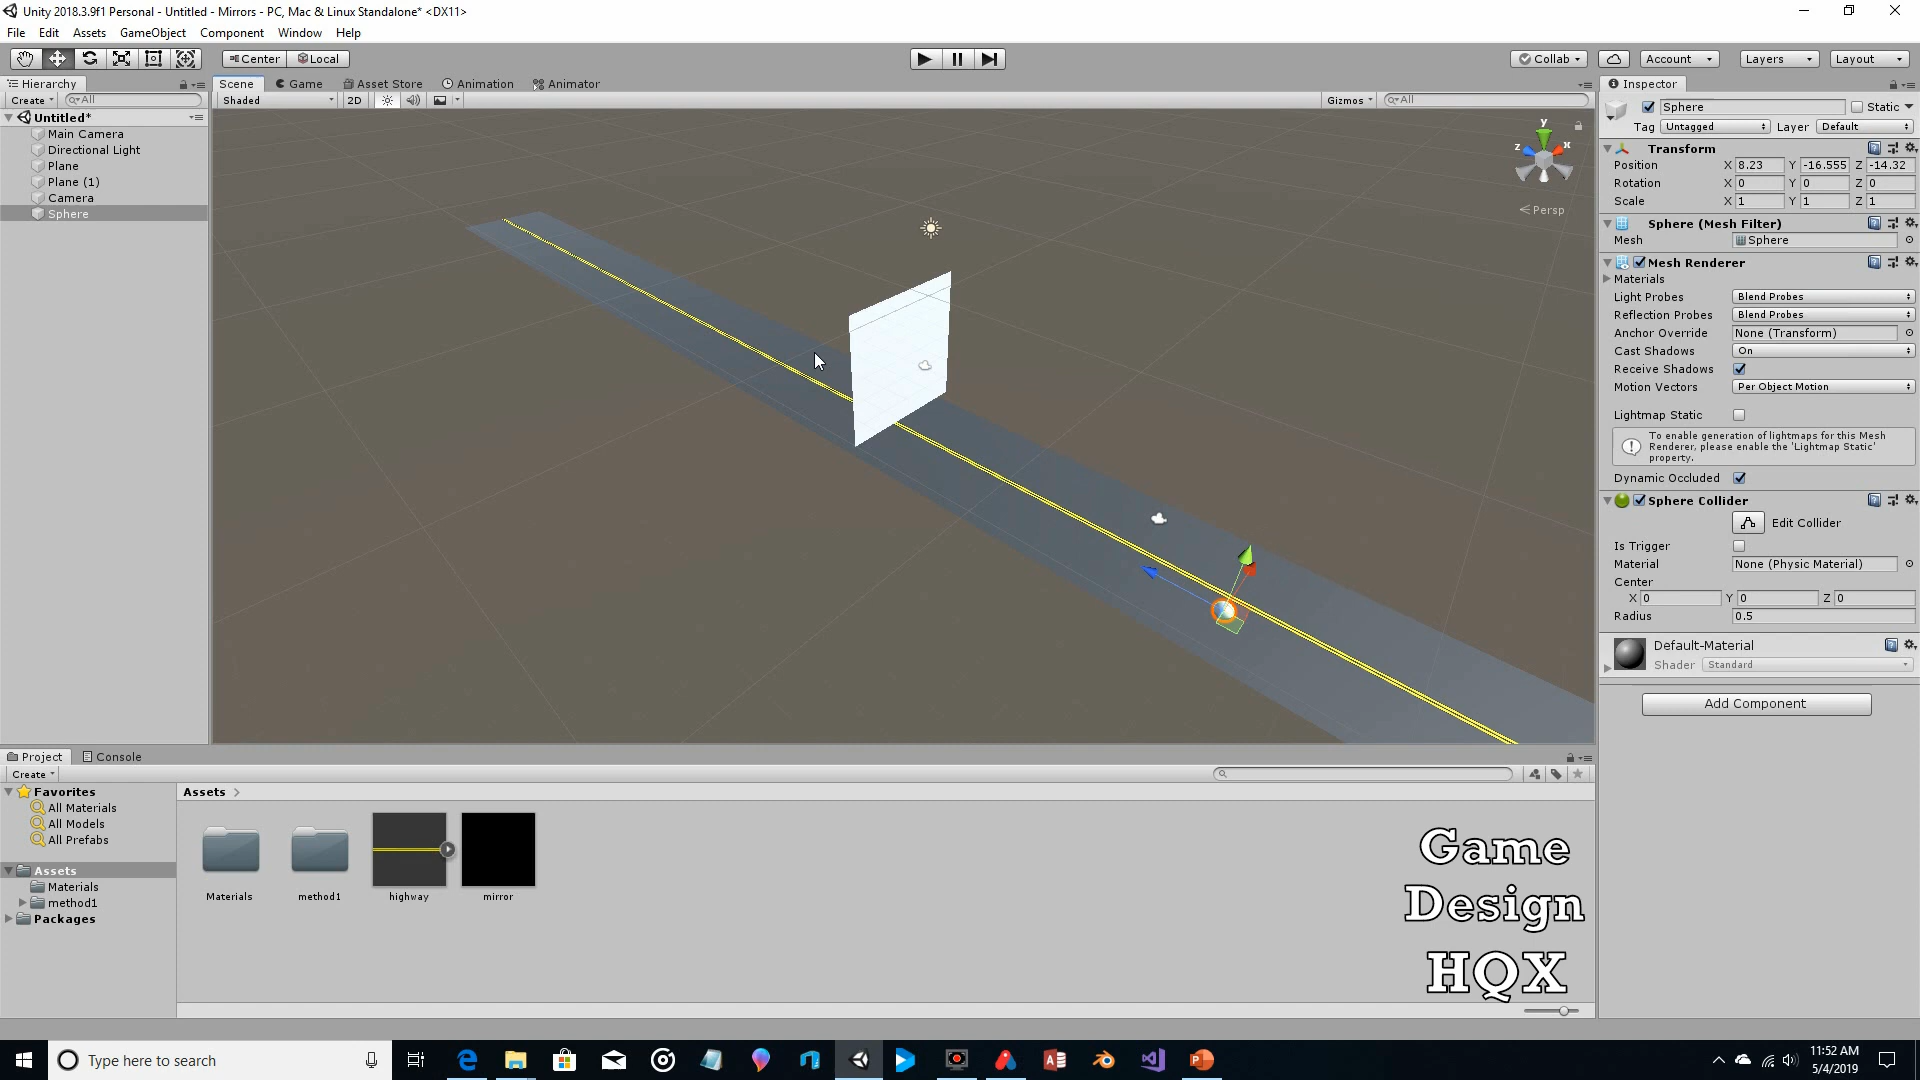 Unity 2018.3.9f1 Personal - Untitled - Mirrors - PC, Mac & Linux Standalone* <DX11>
File Edit Assets GameObject Component Window Help
Center Local Collab Account Layers Layout
Hierarchy
Create All
Untitled*
Main Camera
Directional Light
Plane
Plane (1)
Camera
Sphere
Scene Game Asset Store Animation Animator
Shaded 2D Gizmos All
y
z x
Persp
Inspector
Sphere Static
Tag Untagged Layer Default
Transform
Position X 8.23 Y -16.555 Z -14.32
Rotation X 0 Y 0 Z 0
Scale X 1 Y 1 Z 1
Sphere (Mesh Filter)
Mesh Sphere
Mesh Renderer
Materials
Light Probes Blend Probes
Reflection Probes Blend Probes
Anchor Override None (Transform)
Cast Shadows On
Receive Shadows
Motion Vectors Per Object Motion
Lightmap Static
To enable generation of lightmaps for this Mesh
Renderer, please enable the 'Lightmap Static'
property.
Dynamic Occluded
Sphere Collider
Edit Collider
Is Trigger
Material None (Physic Material)
Center
X 0 Y 0 Z 0
Radius 0.5
Default-Material
Shader Standard
Add Component
Project Console
Create
Favorites
All Materials
All Models
All Prefabs
Assets
Materials
method1
Packages
Assets
Materials method1 highway mirror
Game
Design
HQX
Type here to search
11:52 AM
5/4/2019